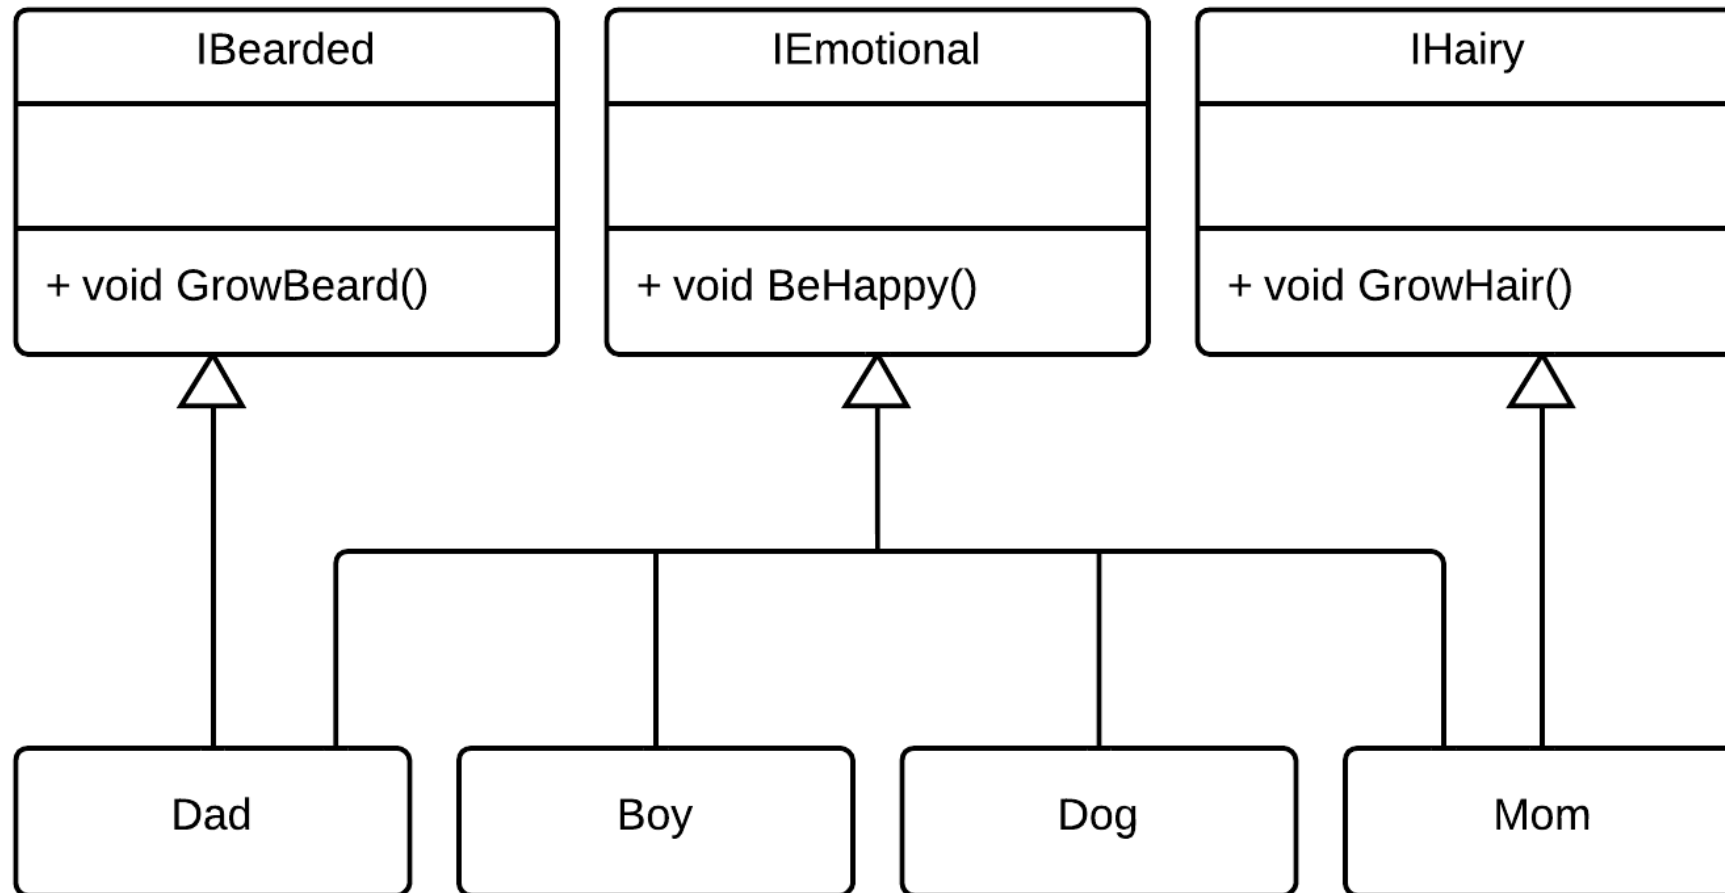 IBearded
+ void GrowBeard()
IEmotional
+ void BeHappy()
IHairy
+ void GrowHair()
Dad
Boy
Dog
Mom